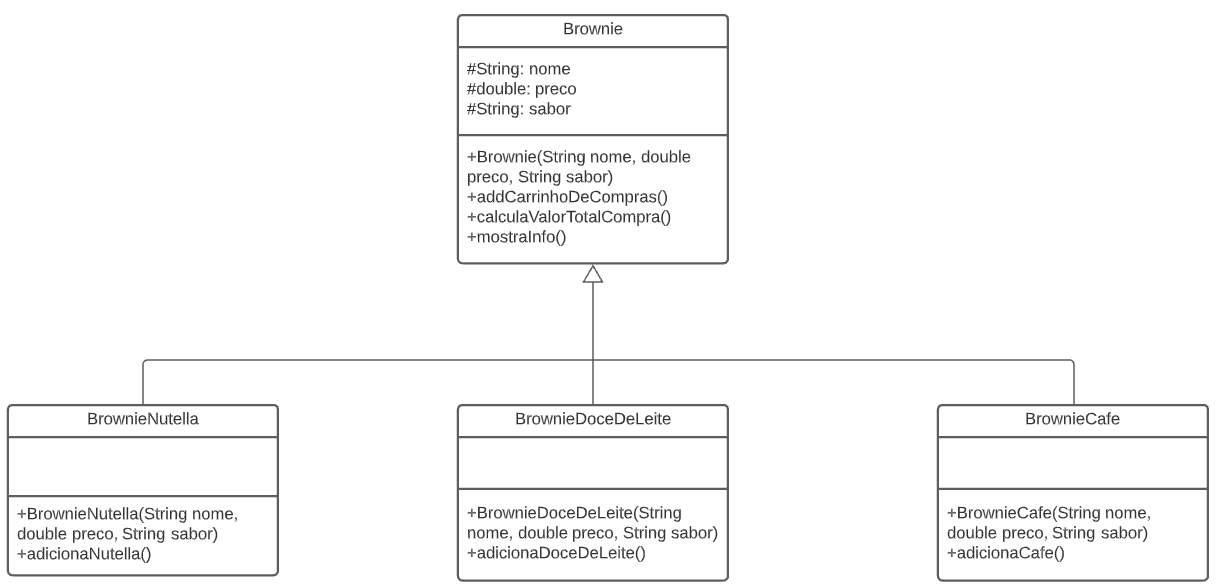 Brownie
#String: nome
#double: preco
#String: sabor
+Brownie(String nome, double
preco, String sabor)
+addCarrinhoDeCompras()
+calculaValorTotalCompra()
+mostraInfo()
BrownieNutella
+BrownieNutella(String nome,
double preco, String sabor)
+adicionaNutella()
BrownieDoceDeLeite
+BrownieDoceDeLeite(String
nome, double preco, String sabor)
+adicionaDoceDeLeite()
BrownieCafe
+BrownieCafe(String nome,
double preco, String sabor)
+adicionaCafe()